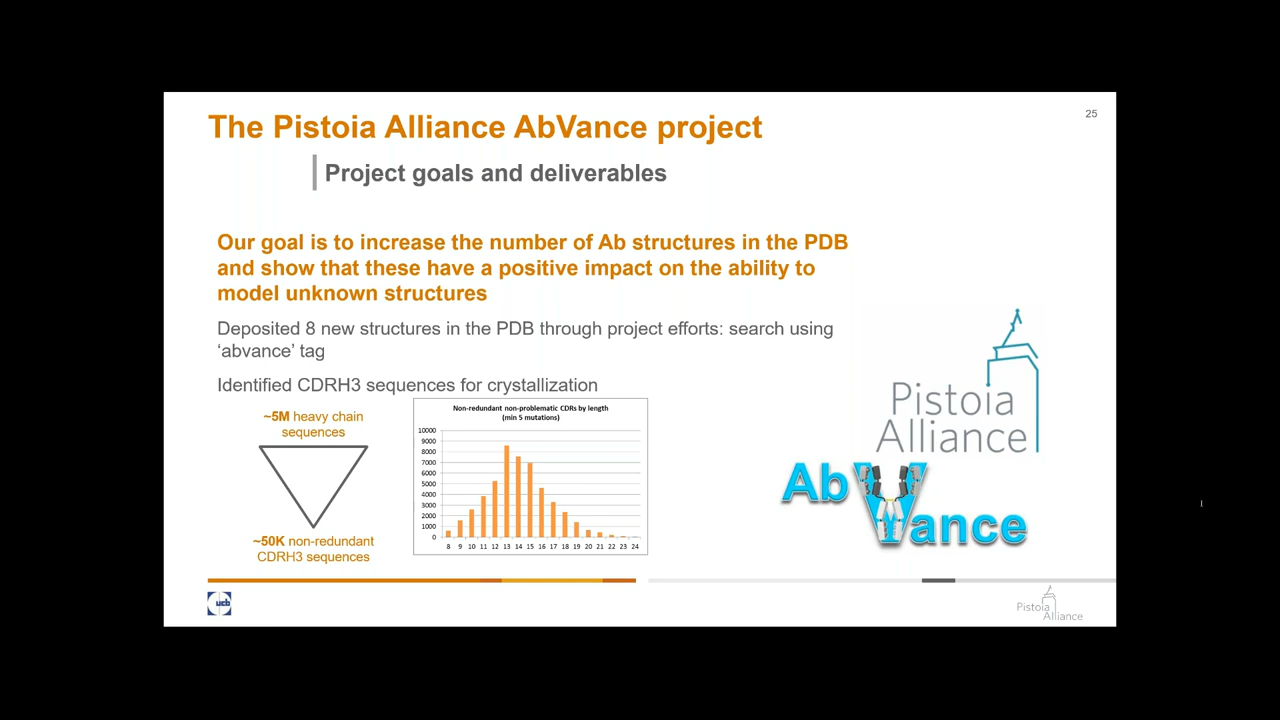 25
The Pistoia Alliance AbVance project
Project goals and deliverables
Our goal is to increase the number of Ab structures in the PDB
and show that these have a positive impact on the ability to
model unknown structures
Deposited 8 new structures in the PDB through project efforts: search using
‘abvance’ tag
Identified CDRH3 sequences for crystallization
~5M heavy chain
sequences
~50K non-redundant
CDRH3 sequences
Non-redundant non-problematic CDRs by length
(min 5 mutations)
10000
9000
8000
7000
6000
5000
4000
3000
2000
1000
0
8 9 10 11 12 13 14 15 16 17 18 19 20 21 22 23 24
Pistoia
Alliance
AbVance
ucb
Pistoia
Alliance